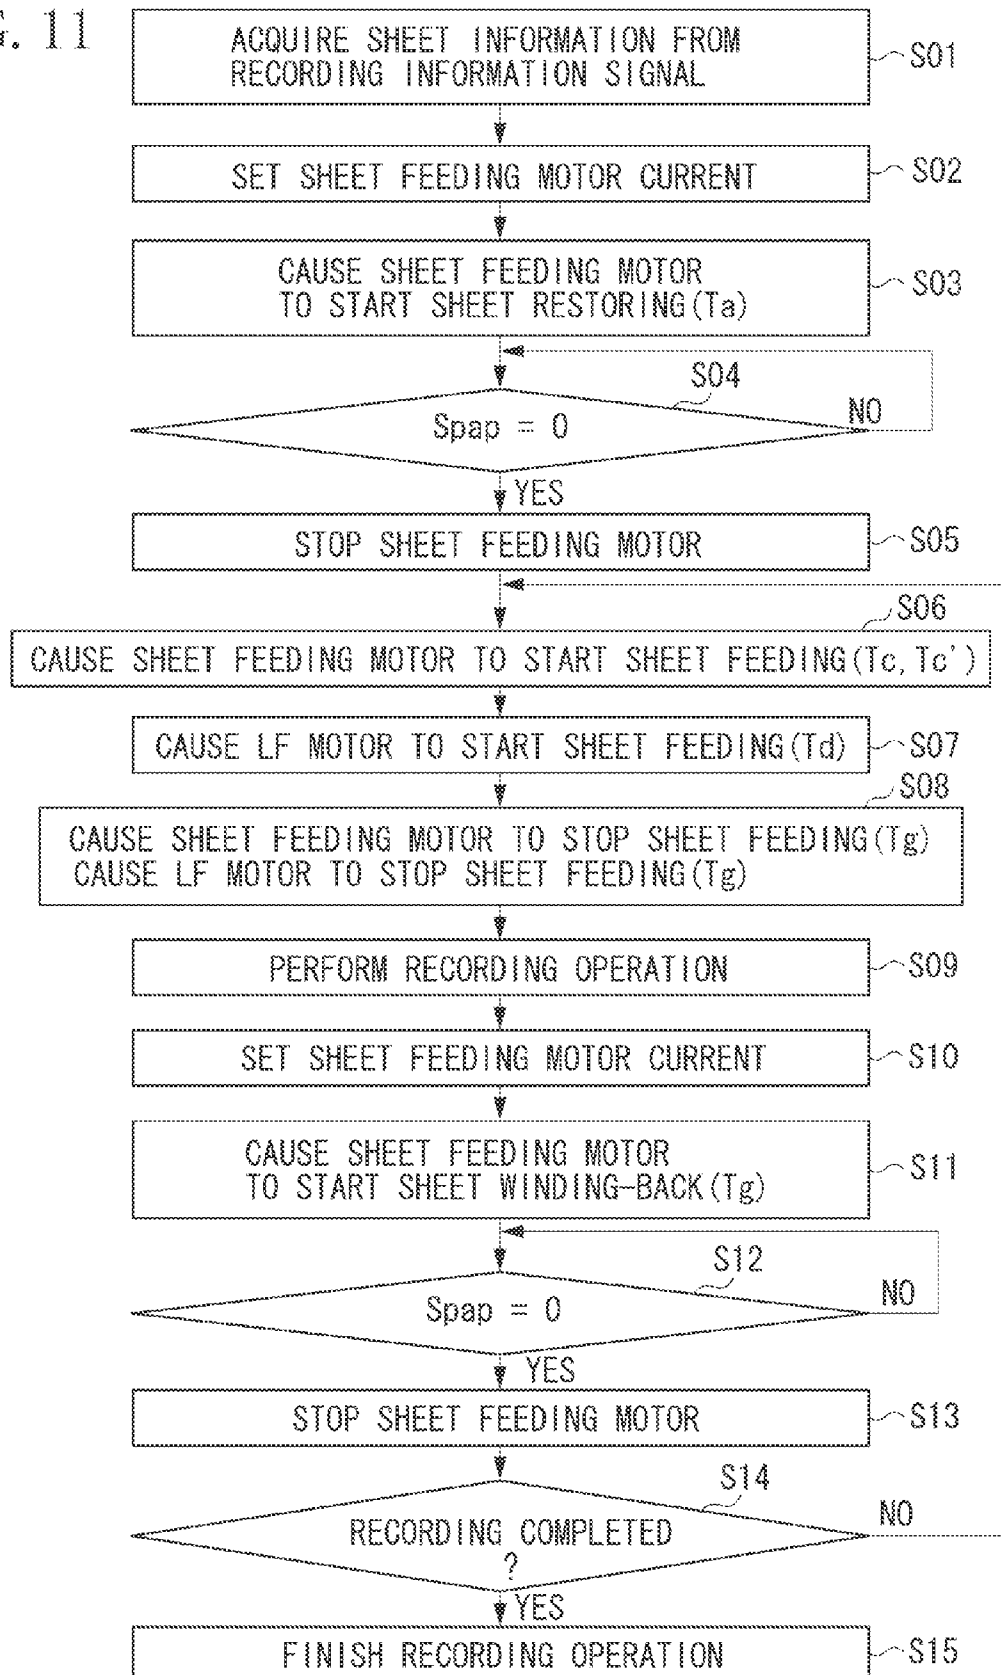 G. 11
ACQUIRE SHEET INFORMATION FROM
RECORDING INFORMATION SIGNAL
S01
SET SHEET FEEDING MOTOR CURRENT
S02
CAUSE SHEET FEEDING MOTOR
TO START SHEET RESTORING(Ta)
S03
S04
Spap = 0
NO
YES
STOP SHEET FEEDING MOTOR
S05
S06
CAUSE SHEET FEEDING MOTOR TO START SHEET FEEDING(Tc,Tc')
CAUSE LF MOTOR TO START SHEET FEEDING(Td)
S07
S08
CAUSE SHEET FEEDING MOTOR TO STOP SHEET FEEDING(Tg)
CAUSE LF MOTOR TO STOP SHEET FEEDING(Tg)
PERFORM RECORDING OPERATION
S09
SET SHEET FEEDING MOTOR CURRENT
S10
CAUSE SHEET FEEDING MOTOR
TO START SHEET WINDING-BACK(Tg)
S11
S12
Spap = 0
NO
YES
STOP SHEET FEEDING MOTOR
S13
S14
RECORDING COMPLETED
?
NO
YES
FINISH RECORDING OPERATION
S15